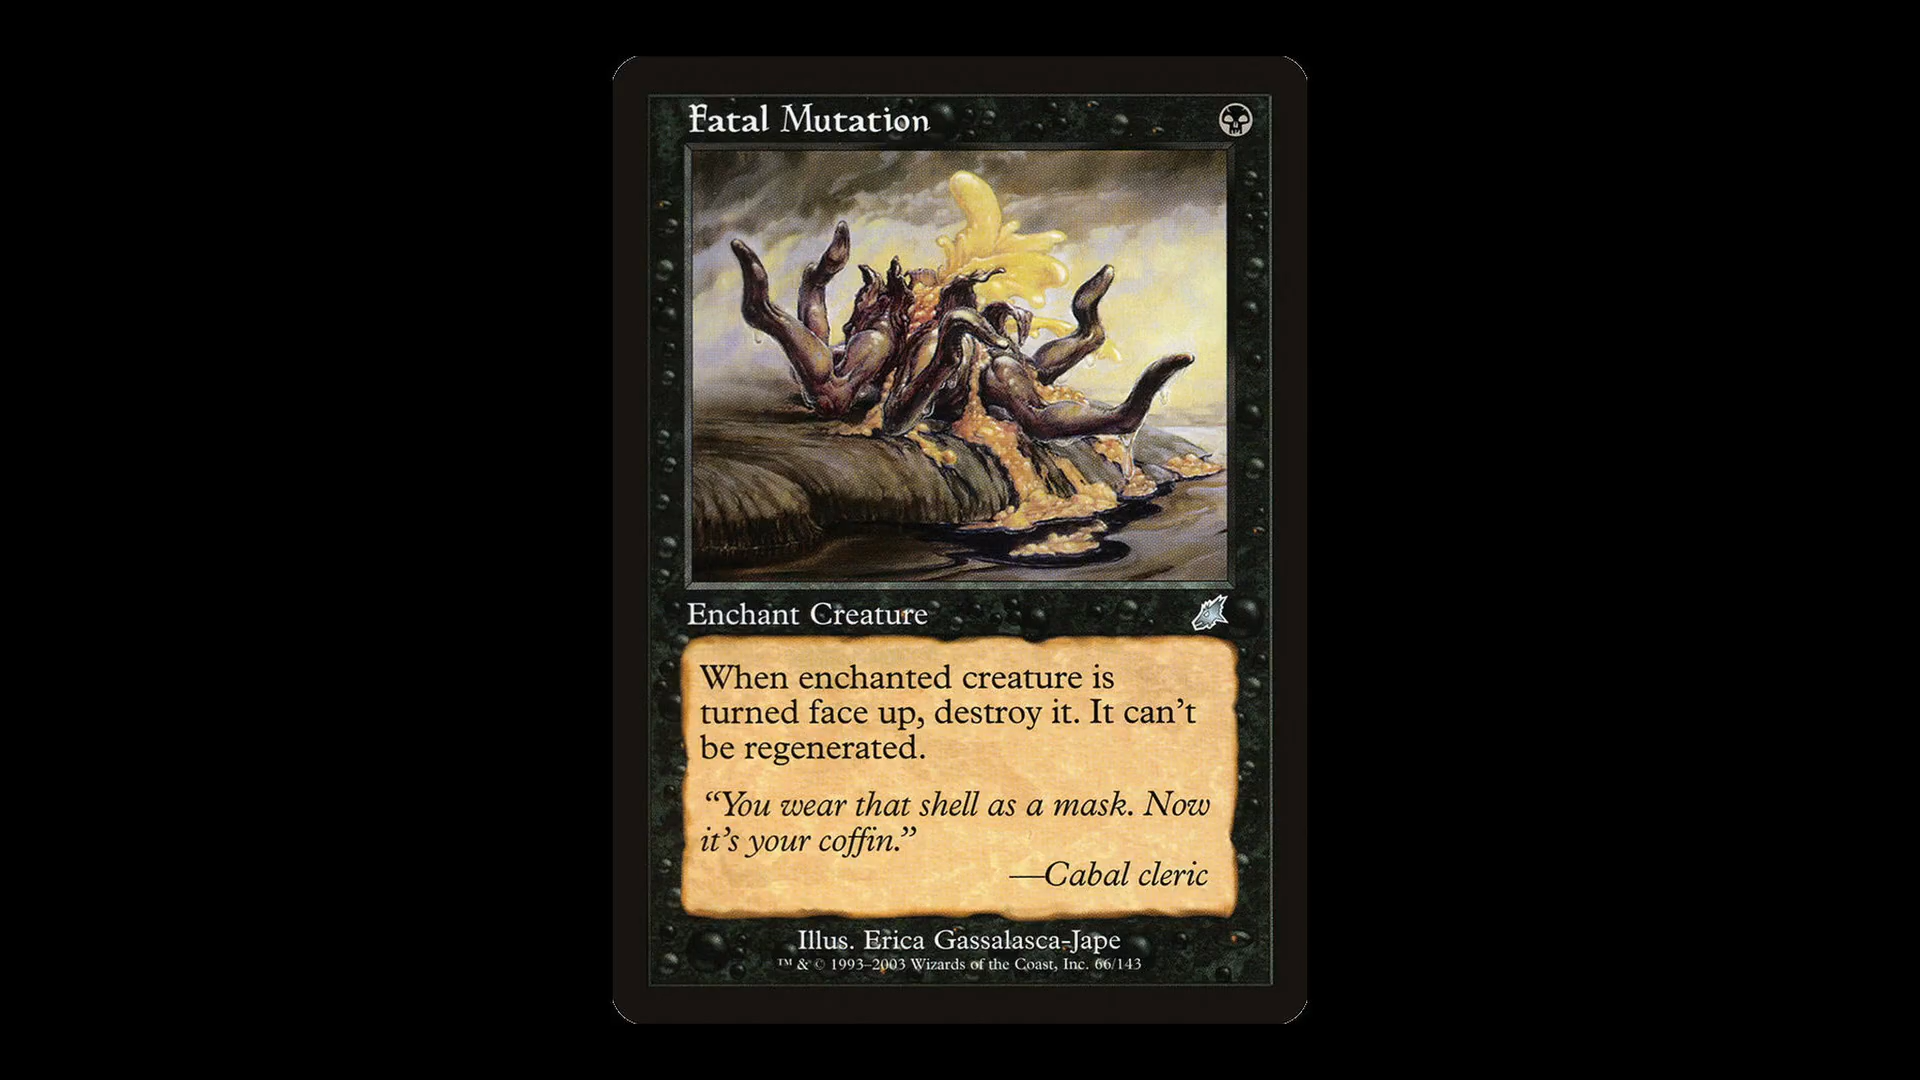 Fatal Mutation
Enchant Creature
When enchanted creature is
turned face up, destroy it. It can't
be regenerated.
“You wear that shell as a mask. Now
it's your coffin.”
—Cabal cleric
Illus. Erica Gassalasca-Jape
™ & © 1993–2003 Wizards of the Coast, Inc. 66/143